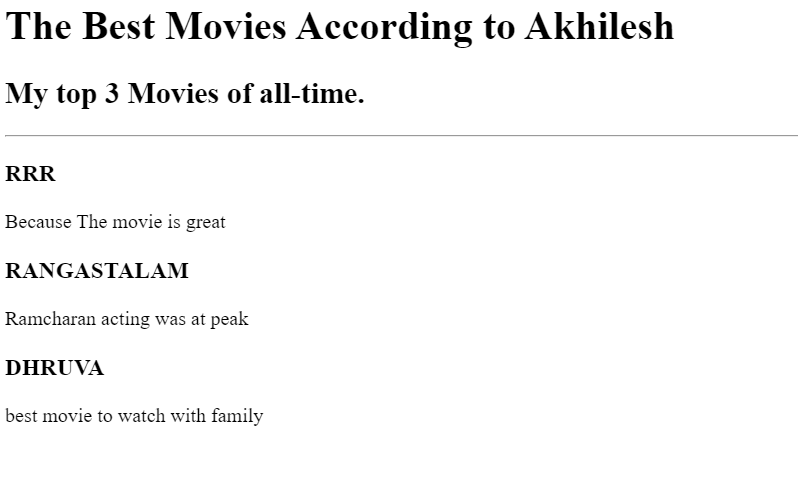 The Best Movies According to Akhilesh
My top 3 Movies of all-time.
RRR
Because The movie is great
RANGASTALAM
Ramcharan acting was at peak
DHRUVA
best movie to watch with family